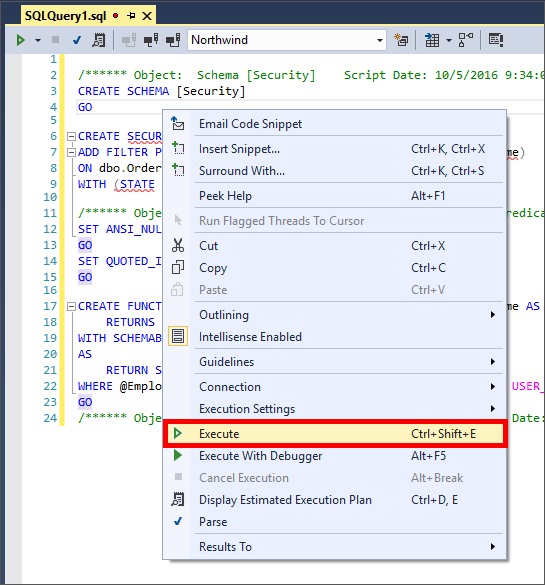 SQLQuery1.sql
Northwind
1
2 /****** Object: Schema [Security] Script Date: 10/5/2016 9:34:0
3 CREATE SCHEMA [Security]
4 GO
5
6 CREATE SECUR
7 ADD FILTER P me)
8 ON dbo.Order
9 WITH (STATE
10
11 /****** Obje redica
12 SET ANSI_NUL
13 GO
14 SET QUOTED_I
15 GO
16
17 CREATE FUNCT me AS
18 RETURNS
19 WITH SCHEMAB
20 AS
21 RETURN S
22 WHERE @Emplo USER_
23 GO
24 /****** Obje Date:
Email Code Snippet
Insert Snippet... Ctrl+K, Ctrl+X
Surround With... Ctrl+K, Ctrl+S
Peek Help Alt+F1
Run Flagged Threads To Cursor
Cut Ctrl+X
Copy Ctrl+C
Paste Ctrl+V
Outlining
Intellisense Enabled
Guidelines
Connection
Execution Settings
Execute Ctrl+Shift+E
Execute With Debugger Alt+F5
Cancel Execution Alt+Break
Display Estimated Execution Plan Ctrl+D, E
Parse
Results To